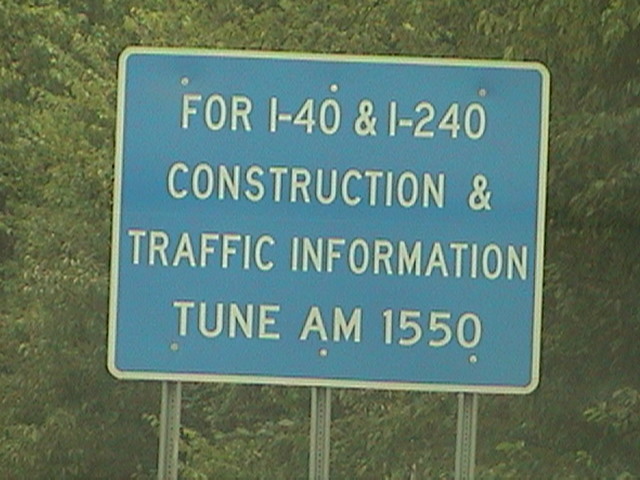 FOR I-40 & I-240
CONSTRUCTION &
TRAFFIC INFORMATION
TUNE AM 1550